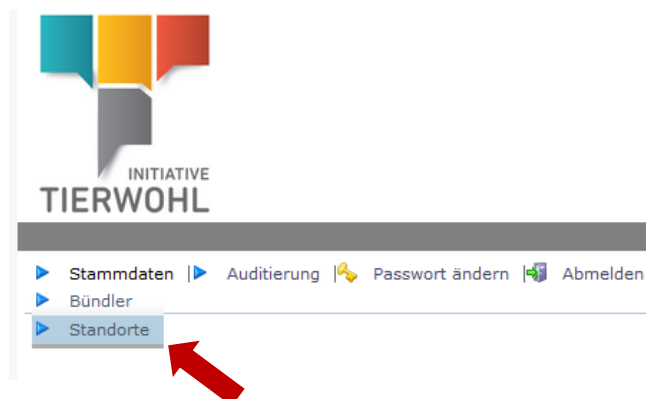 INITIATIVE
TIERWOHL
Stammdaten | Auditierung | Passwort ändern | Abmelden
Bündler
Standorte